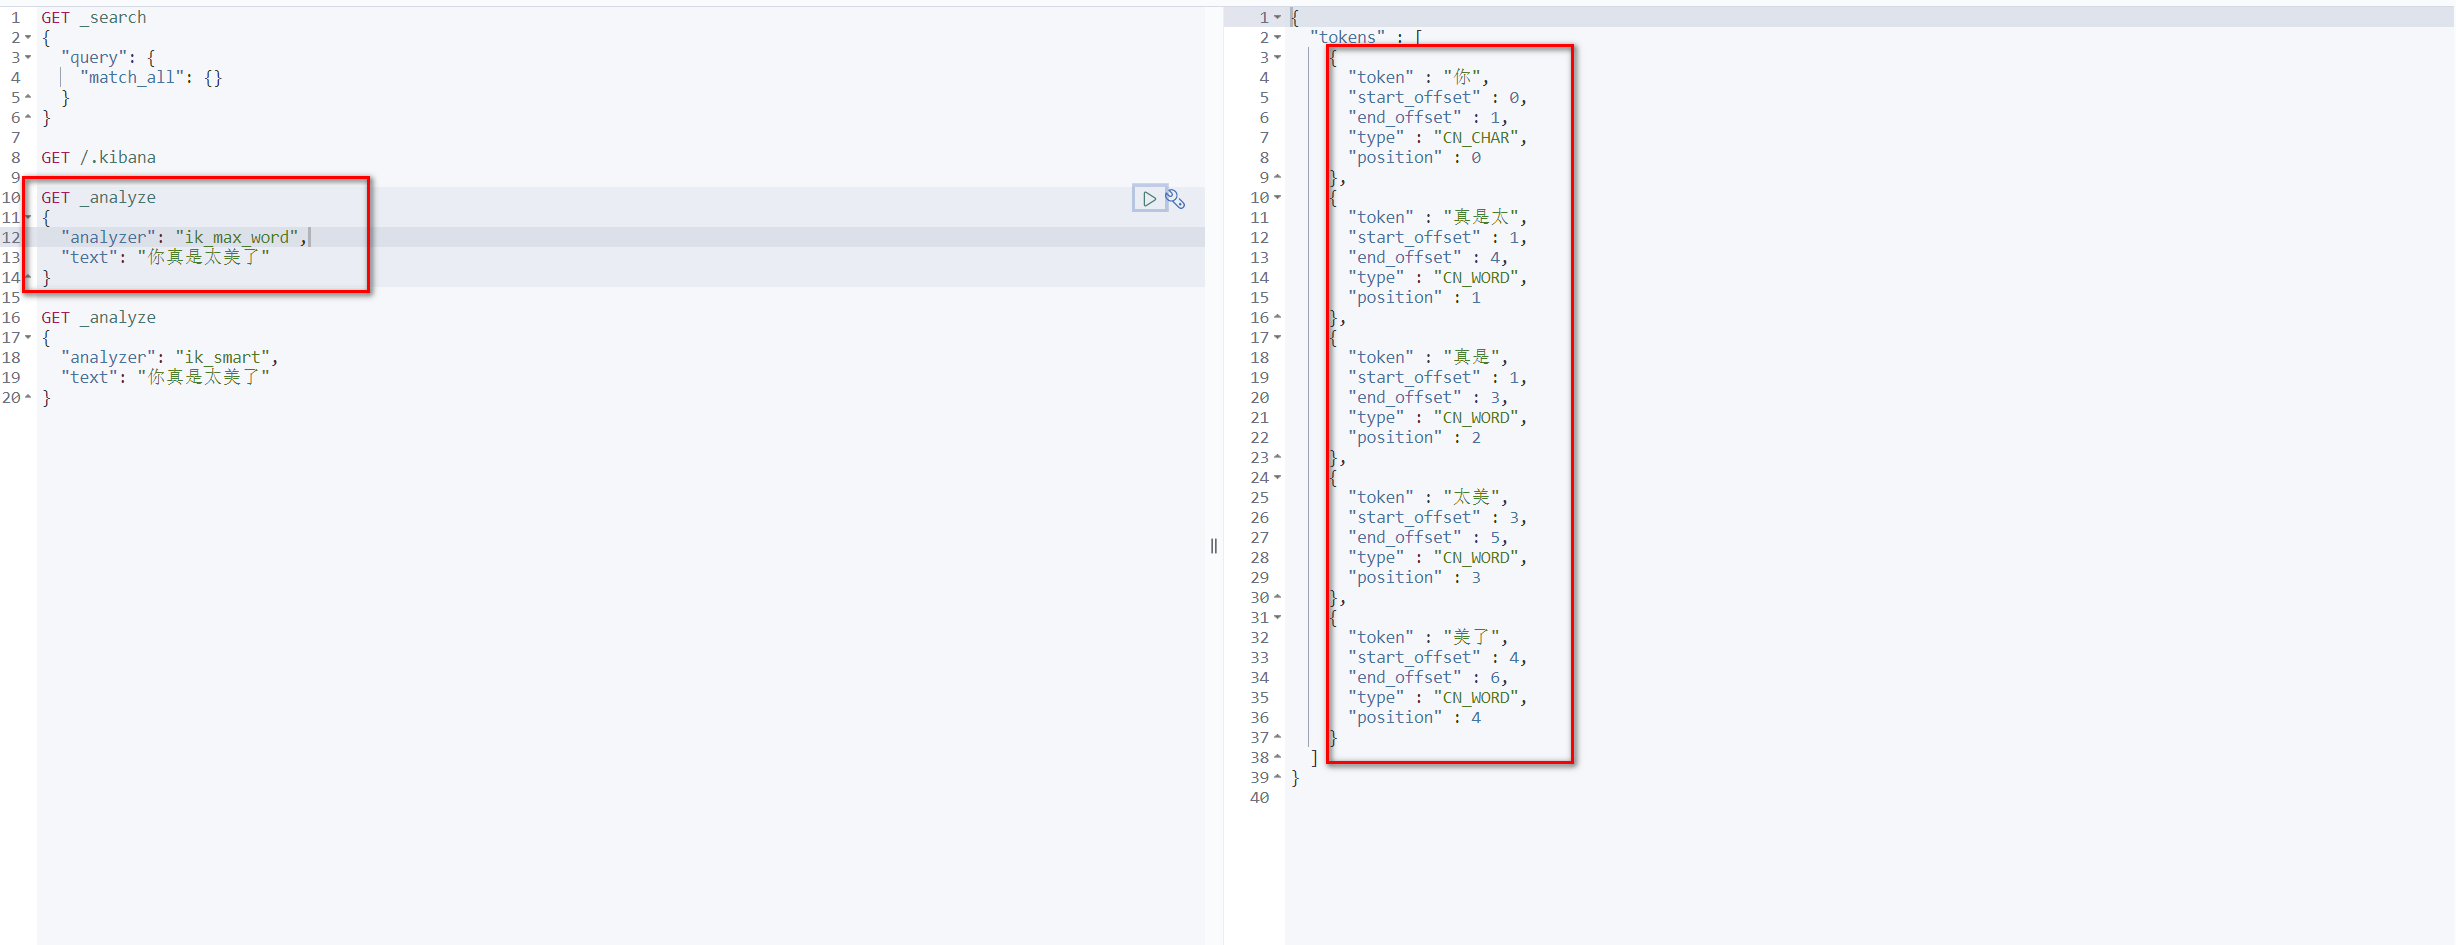 1 GET _search
2 {
3 "query": {
4 "match_all": {}
5 }
6 }
7
8 GET /.kibana
9
10 GET _analyze
11 {
12 "analyzer": "ik_max_word",
13 "text": "你真是太美了"
14 }
15
16 GET _analyze
17 {
18 "analyzer": "ik_smart",
19 "text": "你真是太美了"
20 }
1 {
2 "tokens" : [
3 {
4 "token" : "你",
5 "start_offset" : 0,
6 "end_offset" : 1,
7 "type" : "CN_CHAR",
8 "position" : 0
9 },
10 {
11 "token" : "真是太",
12 "start_offset" : 1,
13 "end_offset" : 4,
14 "type" : "CN_WORD",
15 "position" : 1
16 },
17 {
18 "token" : "真是",
19 "start_offset" : 1,
20 "end_offset" : 3,
21 "type" : "CN_WORD",
22 "position" : 2
23 },
24 {
25 "token" : "太美",
26 "start_offset" : 3,
27 "end_offset" : 5,
28 "type" : "CN_WORD",
29 "position" : 3
30 },
31 {
32 "token" : "美了",
33 "start_offset" : 4,
34 "end_offset" : 6,
35 "type" : "CN_WORD",
36 "position" : 4
37 }
38 ]
39 }
40